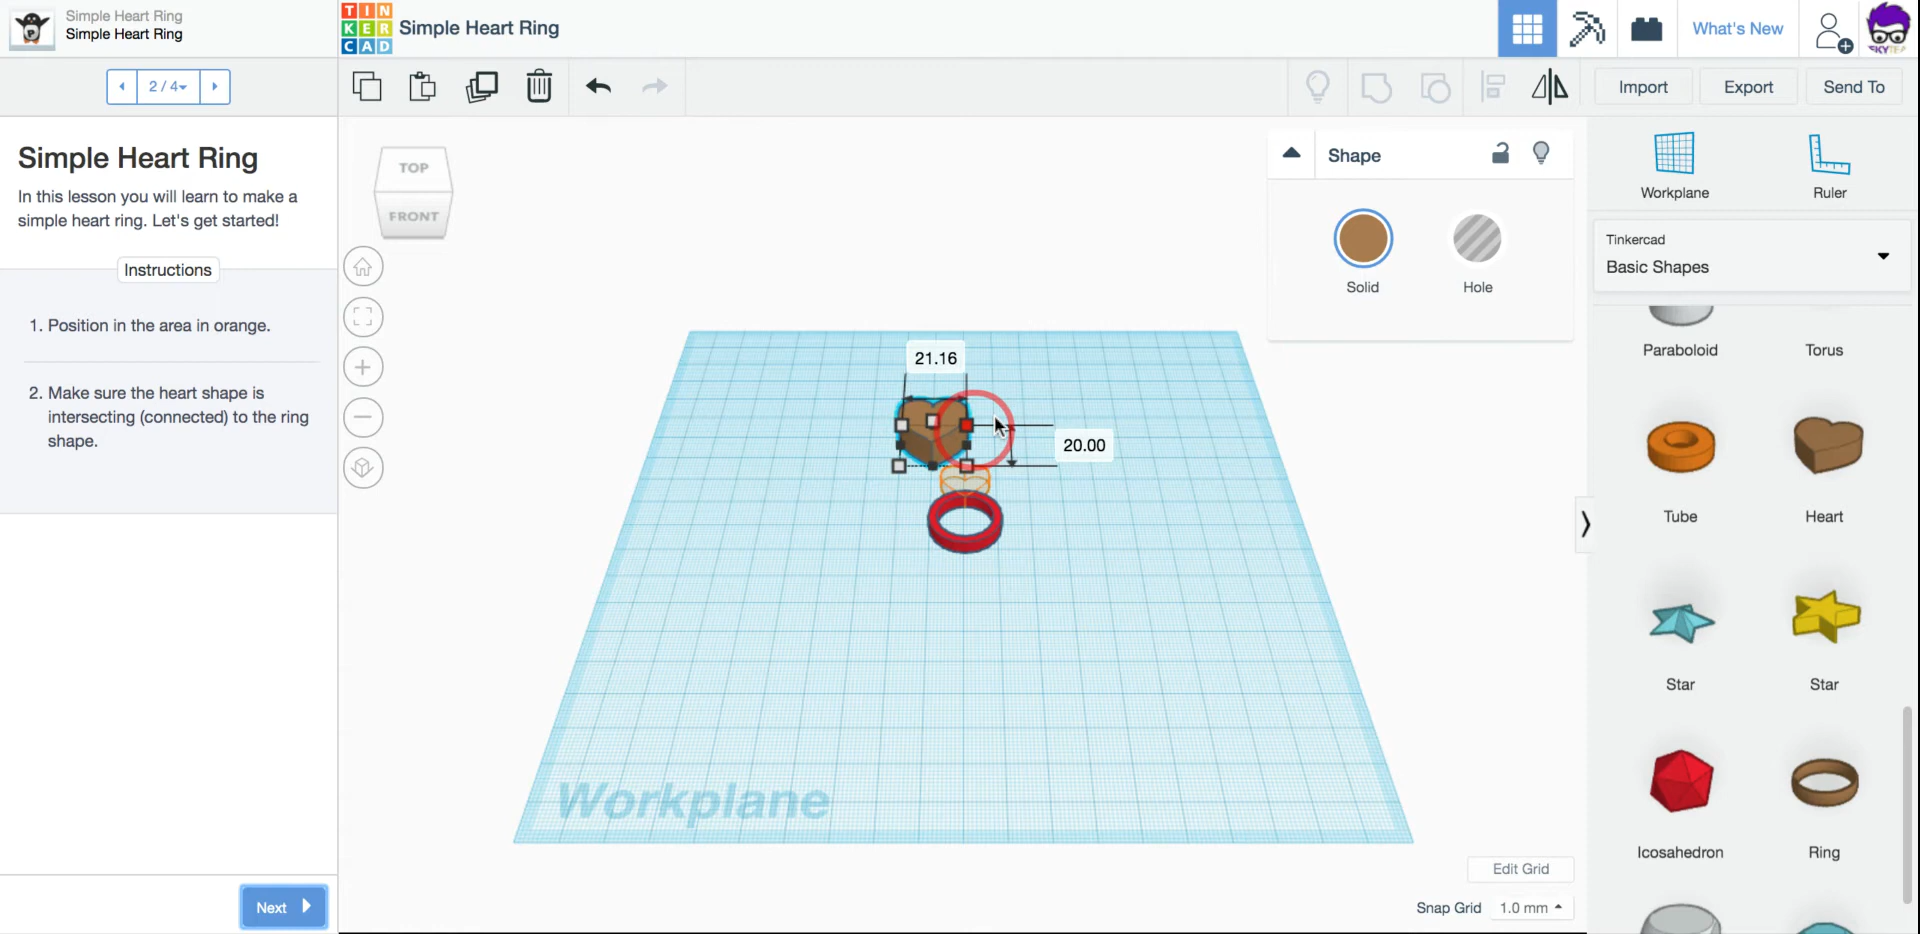 Simple Heart Ring
Simple Heart Ring
TIN
KER
CAD
Simple Heart Ring
What's New
SKYTEA
2 / 4
Import
Export
Send To
Simple Heart Ring
In this lesson you will learn to make a
simple heart ring. Let's get started!
Instructions
1. Position in the area in orange.
2. Make sure the heart shape is
intersecting (connected) to the ring
shape.
Next
TOP
FRONT
21.16
20.00
Workplane
Shape
Solid
Hole
Edit Grid
Snap Grid
1.0 mm
Workplane
Ruler
Tinkercad
Basic Shapes
Paraboloid
Torus
Tube
Heart
Star
Star
Icosahedron
Ring